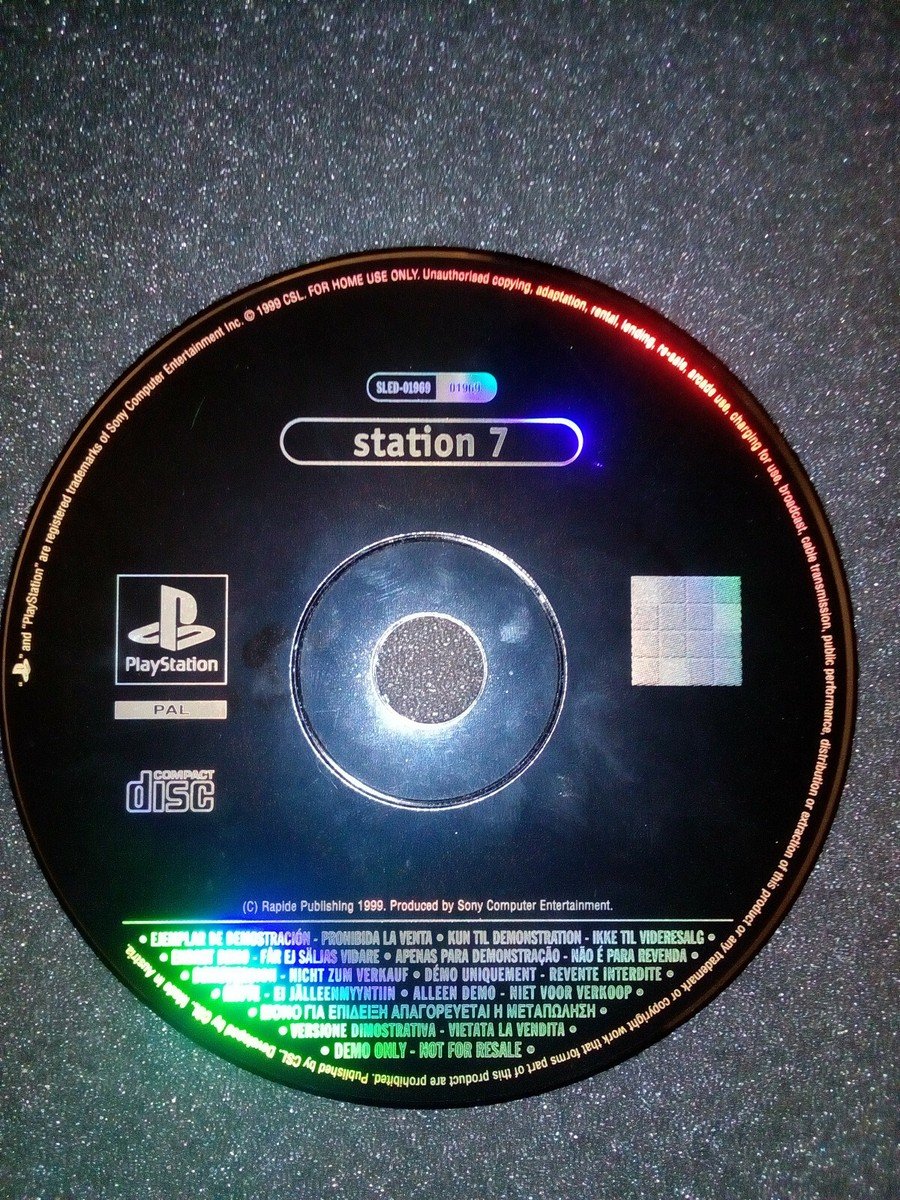 " " and "PlayStation" are registered trademarks of Sony Computer Entertainment Inc. © 1999 CSL. FOR HOME USE ONLY. Unauthorised copying, adaptation, rental, lending, re-sale, arcade use, charging for use, broadcast, cable transmission, public performance, distribution or extraction of this product or any trademark or copyright work that forms part of this product are prohibited. Published by CSL. Developed by CSL. Made in Austria.
SLED-01969 01969
station 7
PlayStation
PAL
COMPACT
disc
(C) Rapide Publishing 1999. Produced by Sony Computer Entertainment.
• EJEMPLAR DE DEMOSTRACIÓN - PROHIBIDA LA VENTA • KUN TIL DEMONSTRATION - IKKE TIL VIDERESALG •
DEMO - FÅR EJ SÄLJAS VIDARE • APENAS PARA DEMONSTRAÇÃO - NÃO É PARA REVENDA •
- NICHT ZUM VERKAUF • DÉMO UNIQUEMENT - REVENTE INTERDITE •
- EI JÄLLEENMYYNTIIN • ALLEEN DEMO - NIET VOOR VERKOOP •
• ΜΟΝΟ ΓΙΑ ΕΠΙΔΕΙΞΗ ΑΠΑΓΟΡΕΥΕΤΑΙ Η ΜΕΤΑΠΩΛΗΣΗ •
• VERSIONE DIMOSTRATIVA - VIETATA LA VENDITA •
• DEMO ONLY - NOT FOR RESALE •